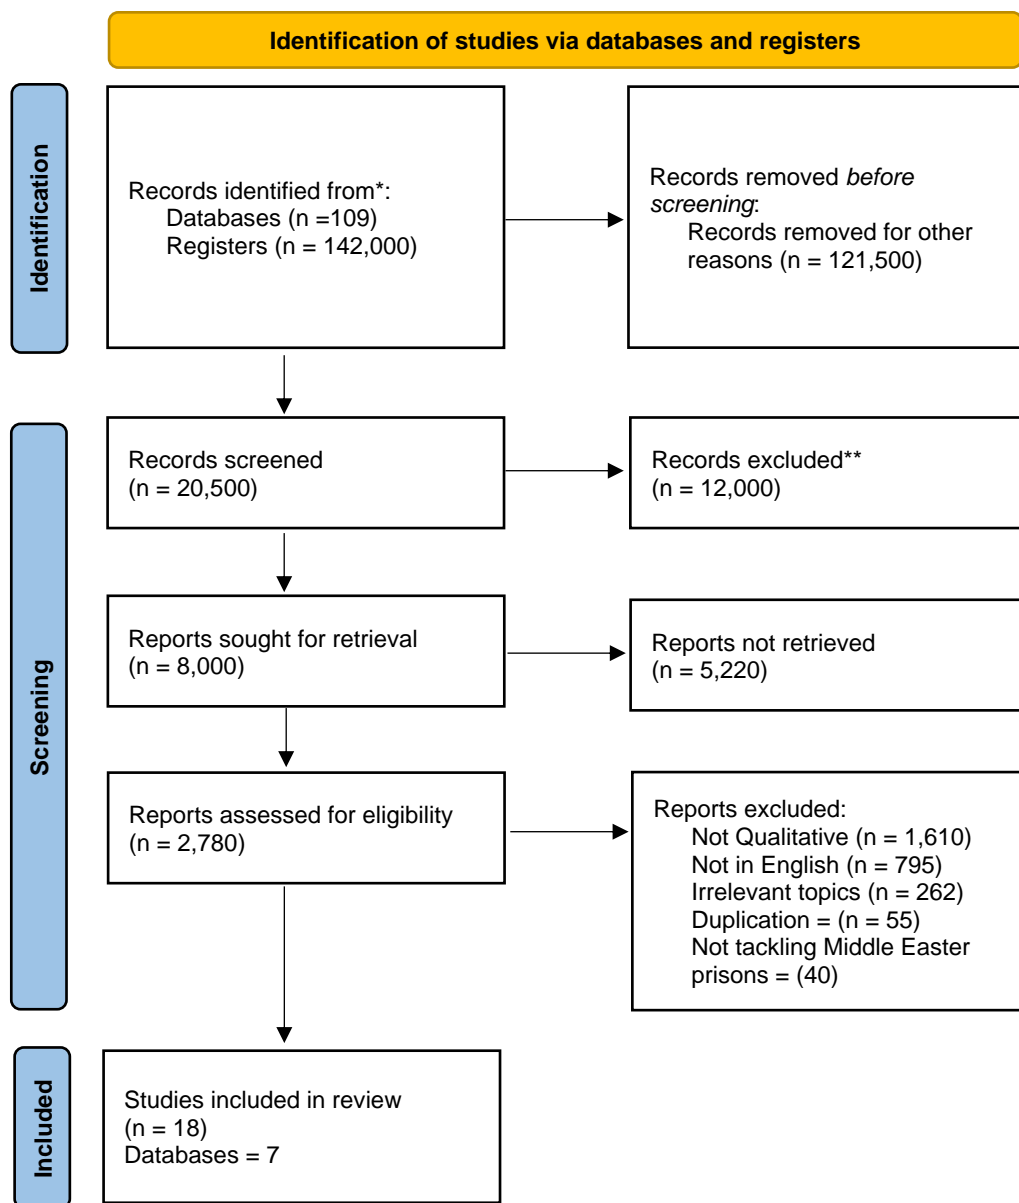 Identification of studies via databases and registers
Identification
Records identified from*:
Databases (n =109)
Registers (n = 142,000)
Records removed before
screening:
Records removed for other
reasons (n = 121,500)
Screening
Records screened
(n = 20,500)
Records excluded**
(n = 12,000)
Reports sought for retrieval
(n = 8,000)
Reports not retrieved
(n = 5,220)
Reports assessed for eligibility
(n = 2,780)
Reports excluded:
Not Qualitative (n = 1,610)
Not in English (n = 795)
Irrelevant topics (n = 262)
Duplication = (n = 55)
Not tackling Middle Easter
prisons = (40)
Included
Studies included in review
(n = 18)
Databases = 7